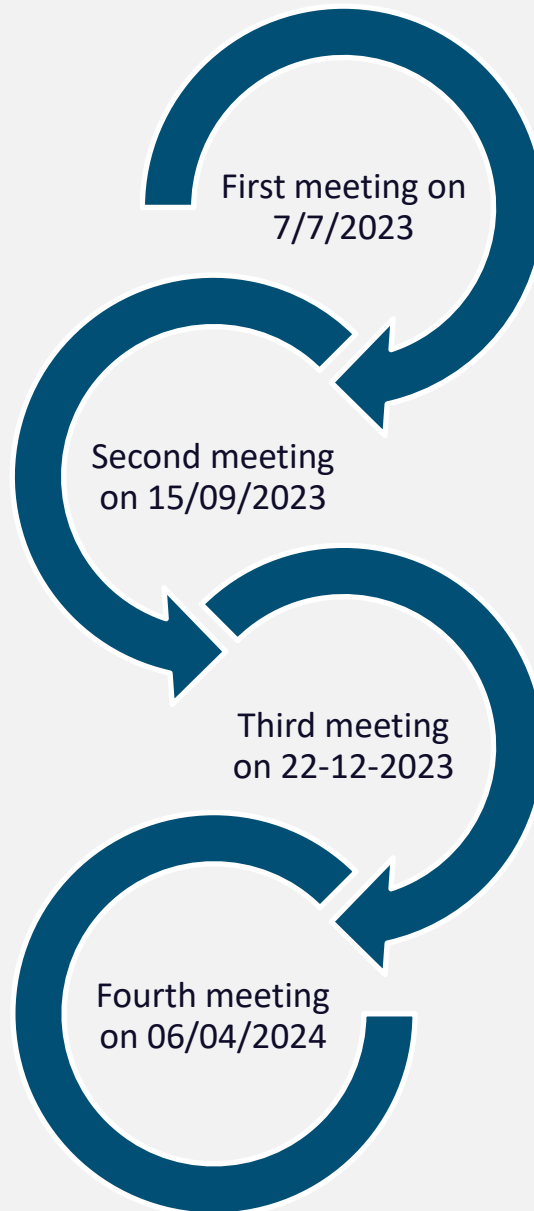 First meeting on
7/7/2023
Second meeting
on 15/09/2023
Third meeting
on 22-12-2023
Fourth meeting
on 06/04/2024